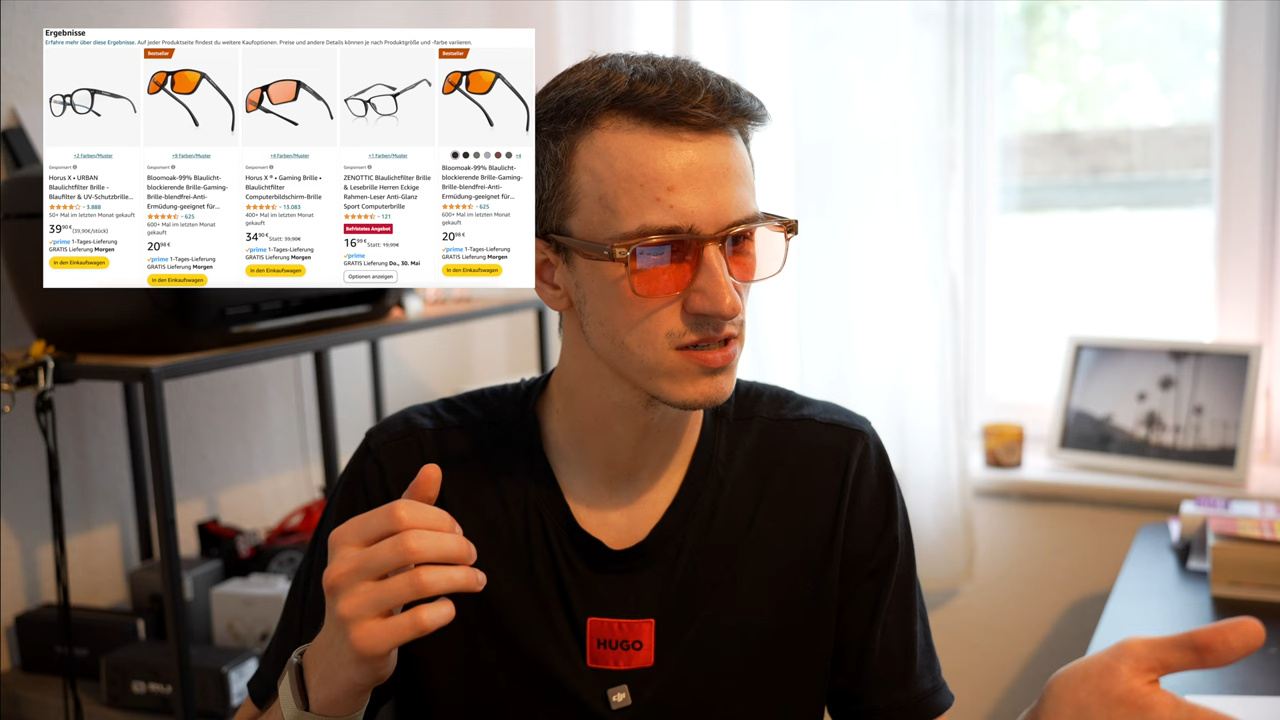 Ergebnisse
Erfahre mehr über diese Ergebnisse. Auf jeder Produktseite findest du weitere Kaufoptionen. Preise und andere Details können je nach Produktgröße und -farbe variieren.
+2 Farben/Muster
Gesponsert
Horus X • URBAN
Blaulichtfilter Brille -
Blaufilter & UV-Schutzbrille...
3.888
50+ Mal im letzten Monat gekauft
39,90 € (39,90€/stück)
prime 1-Tages-Lieferung
GRATIS Lieferung Morgen
In den Einkaufswagen
Bestseller
+9 Farben/Muster
Gesponsert
Bloomoak-99% Blaulicht-
blockierende Brille-Gaming-
Brille-blendfrei-Anti-
Ermüdung-geeignet für...
625
600+ Mal im letzten Monat
gekauft
20,98 €
prime 1-Tages-Lieferung
GRATIS Lieferung Morgen
In den Einkaufswagen
+4 Farben/Muster
Gesponsert
Horus X ® • Gaming Brille •
Blaulichtfilter
Computerbildschirm-Brille
13.083
400+ Mal im letzten Monat
gekauft
34,90 € Statt: 39,90€
prime 1-Tages-Lieferung
GRATIS Lieferung Morgen
In den Einkaufswagen
+1 Farben/Muster
Gesponsert
ZENOTTIC Blaulichtfilter Brille
& Lesebrille Herren Eckige
Rahmen-Leser Anti-Glanz
Sport Computerbrille
121
Befristetes Angebot
16,99 € Statt: 19,99€
prime
GRATIS Lieferung Do., 30. Mai
Optionen anzeigen
Bestseller
+4
Bloomoak-99% Blaulicht-
blockierende Brille-Gaming-
Brille-blendfrei-Anti-
Ermüdung-geeignet für...
625
600+ Mal im letzten Monat
gekauft
20,98 €
prime 1-Tages-Lieferung
GRATIS Lieferung Morgen
In den Einkaufswagen
HUGO
dji